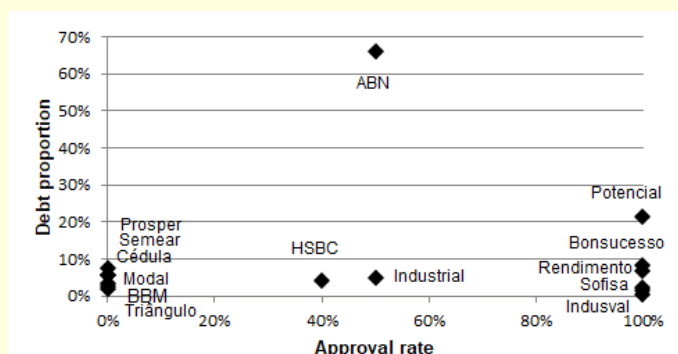 70%
60%
ABN
50%
Debt proportion
40%
30%
Potencial
20%
Prosper
Semear
HSBC
Bonsucesso
Cédula
10%
Modal
Industrial
Rendimento
BBM
Sofisa
Triângulo
Indusval
0%
0%
20%
40%
60%
80%
100%
Approval rate